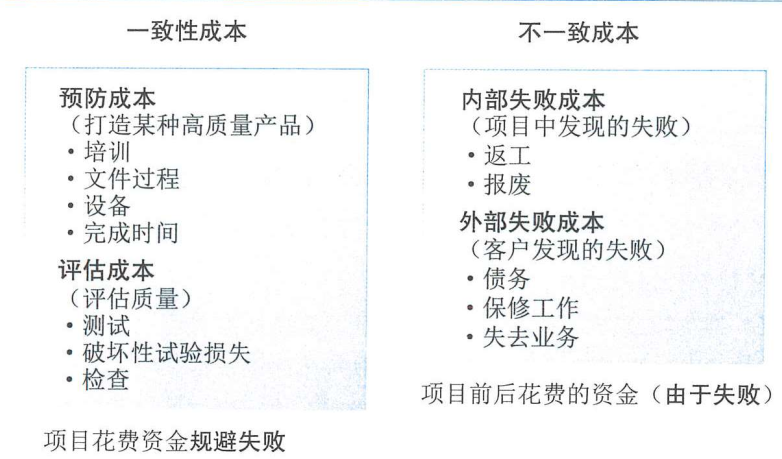 一致性成本
预防成本
（打造某种高质量产品）
・培训
・文件过程
・设备
・完成时间
评估成本
（评估质量）
・测试
・破坏性试验损失
・检查
项目花费资金规避失败
不一致成本
内部失败成本
（项目中发现的失败）
・返工
・报废
外部失败成本
（客户发现的失败）
・债务
・保修工作
・失去业务
项目前后花费的资金（由于失败）